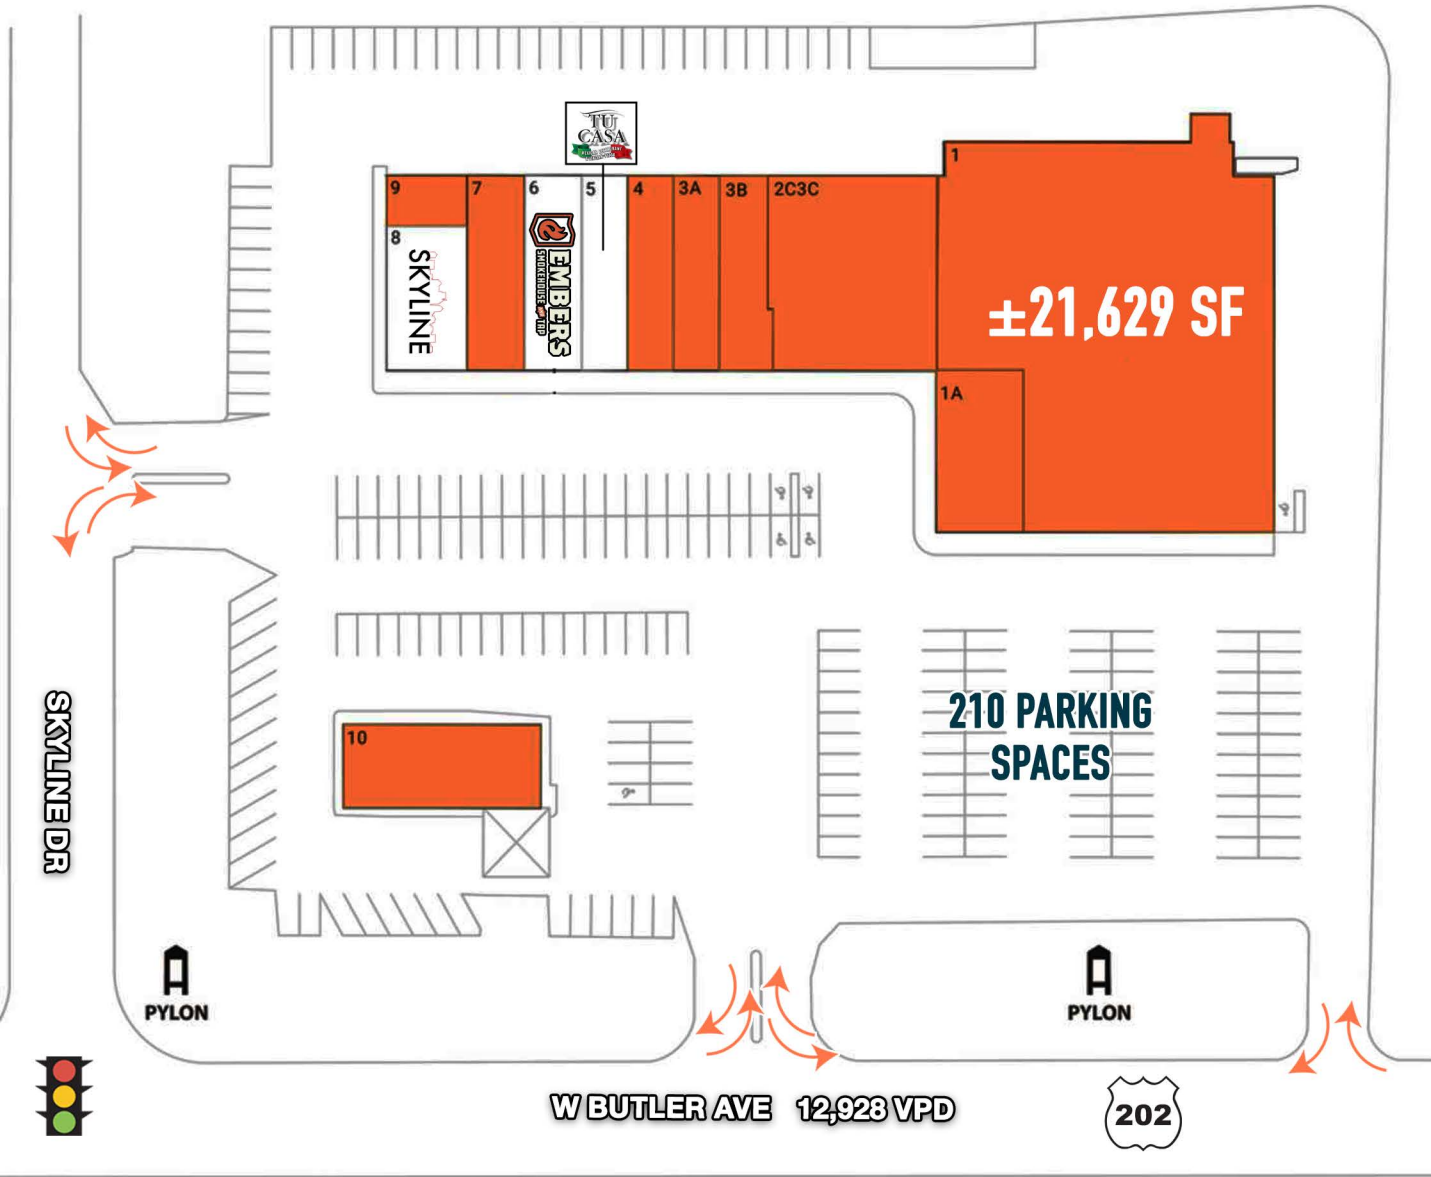 TU
CASA
1
9
7
6
5
4
3A
3B
2C3C
8
SKYLINE
EMBERS
SMOKEHOUSE
TAP
±21,629 SF
1A
210 PARKING
SPACES
10
SKYLINE DR
PYLON
PYLON
W BUTLER AVE 12,928 VPD
202